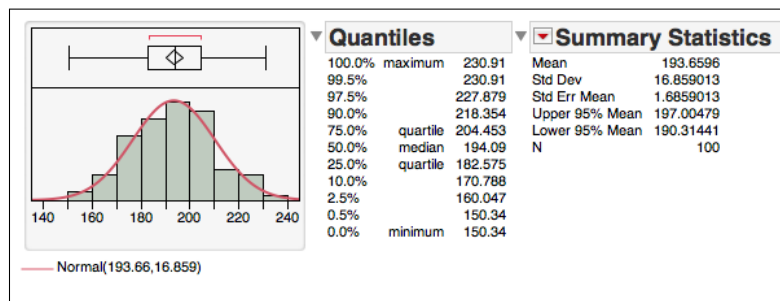 Quantiles
100.0% maximum 230.91
99.5% 230.91
97.5% 227.879
90.0% 218.354
75.0% quartile 204.453
50.0% median 194.09
25.0% quartile 182.575
10.0% 170.788
2.5% 160.047
0.5% 150.34
0.0% minimum 150.34
Summary Statistics
Mean 193.6596
Std Dev 16.859013
Std Err Mean 1.6859013
Upper 95% Mean 197.00479
Lower 95% Mean 190.31441
N 100
140 160 180 200 220 240
Normal(193.66,16.859)